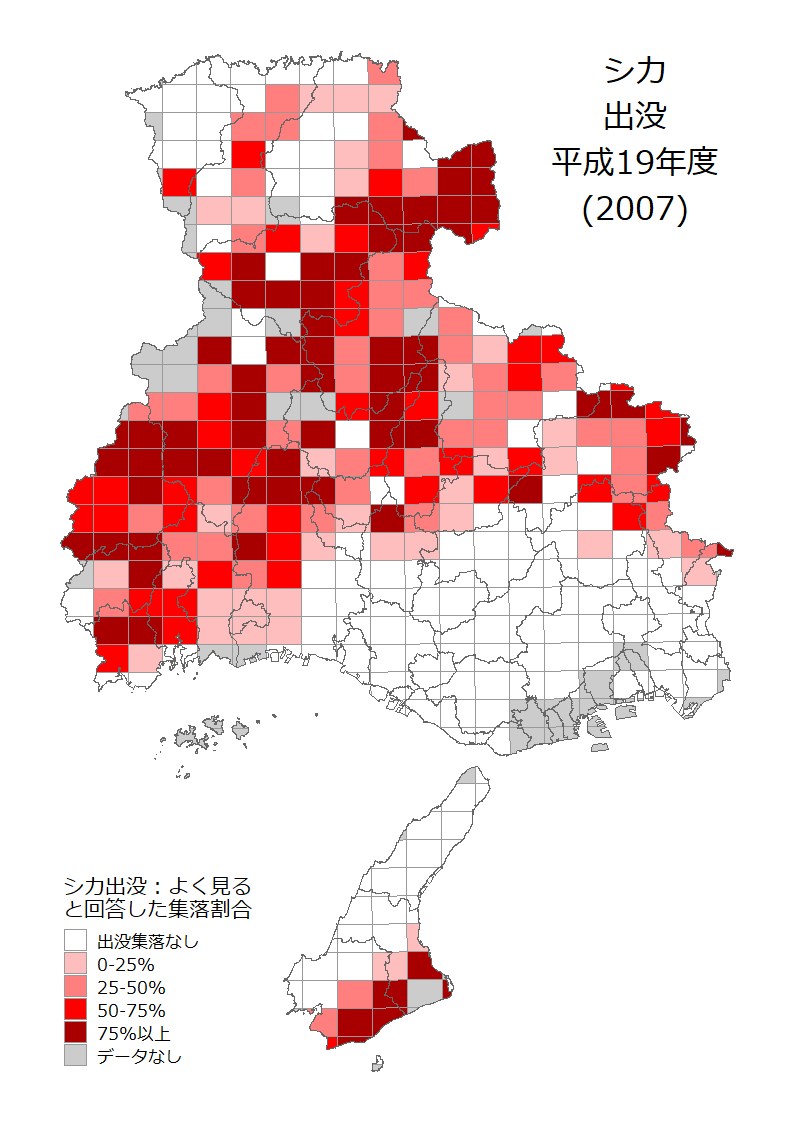 シカ
出没
平成19年度
(2007)
シカ出没：よく見る
と回答した集落割合
出没集落なし
0-25%
25-50%
50-75%
75%以上
データなし